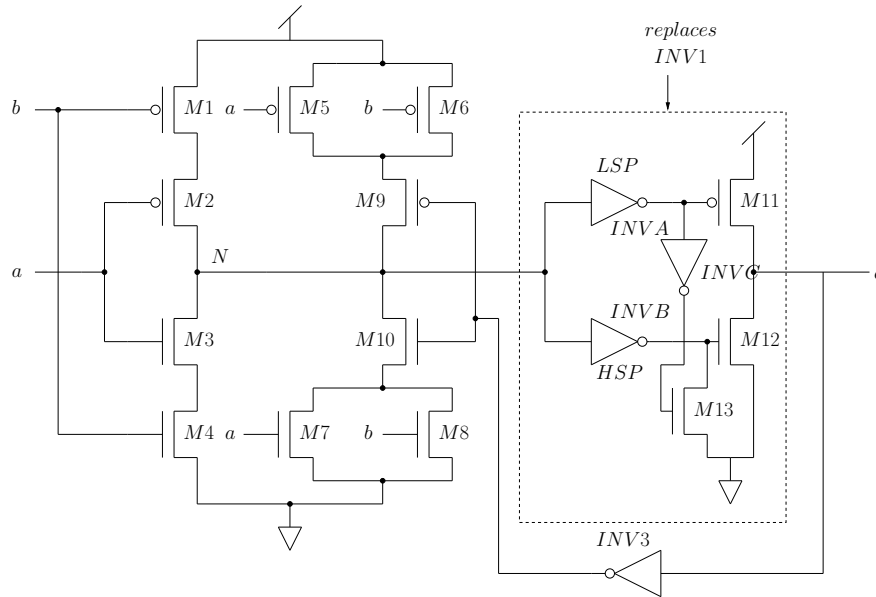 replaces
INV1
b
M1
a
M5
b
M6
LSP
M2
M9
M11
INVA
a
N
INVC
INVB
M3
M10
M12
HSP
M13
M4
a
M7
b
M8
INV3